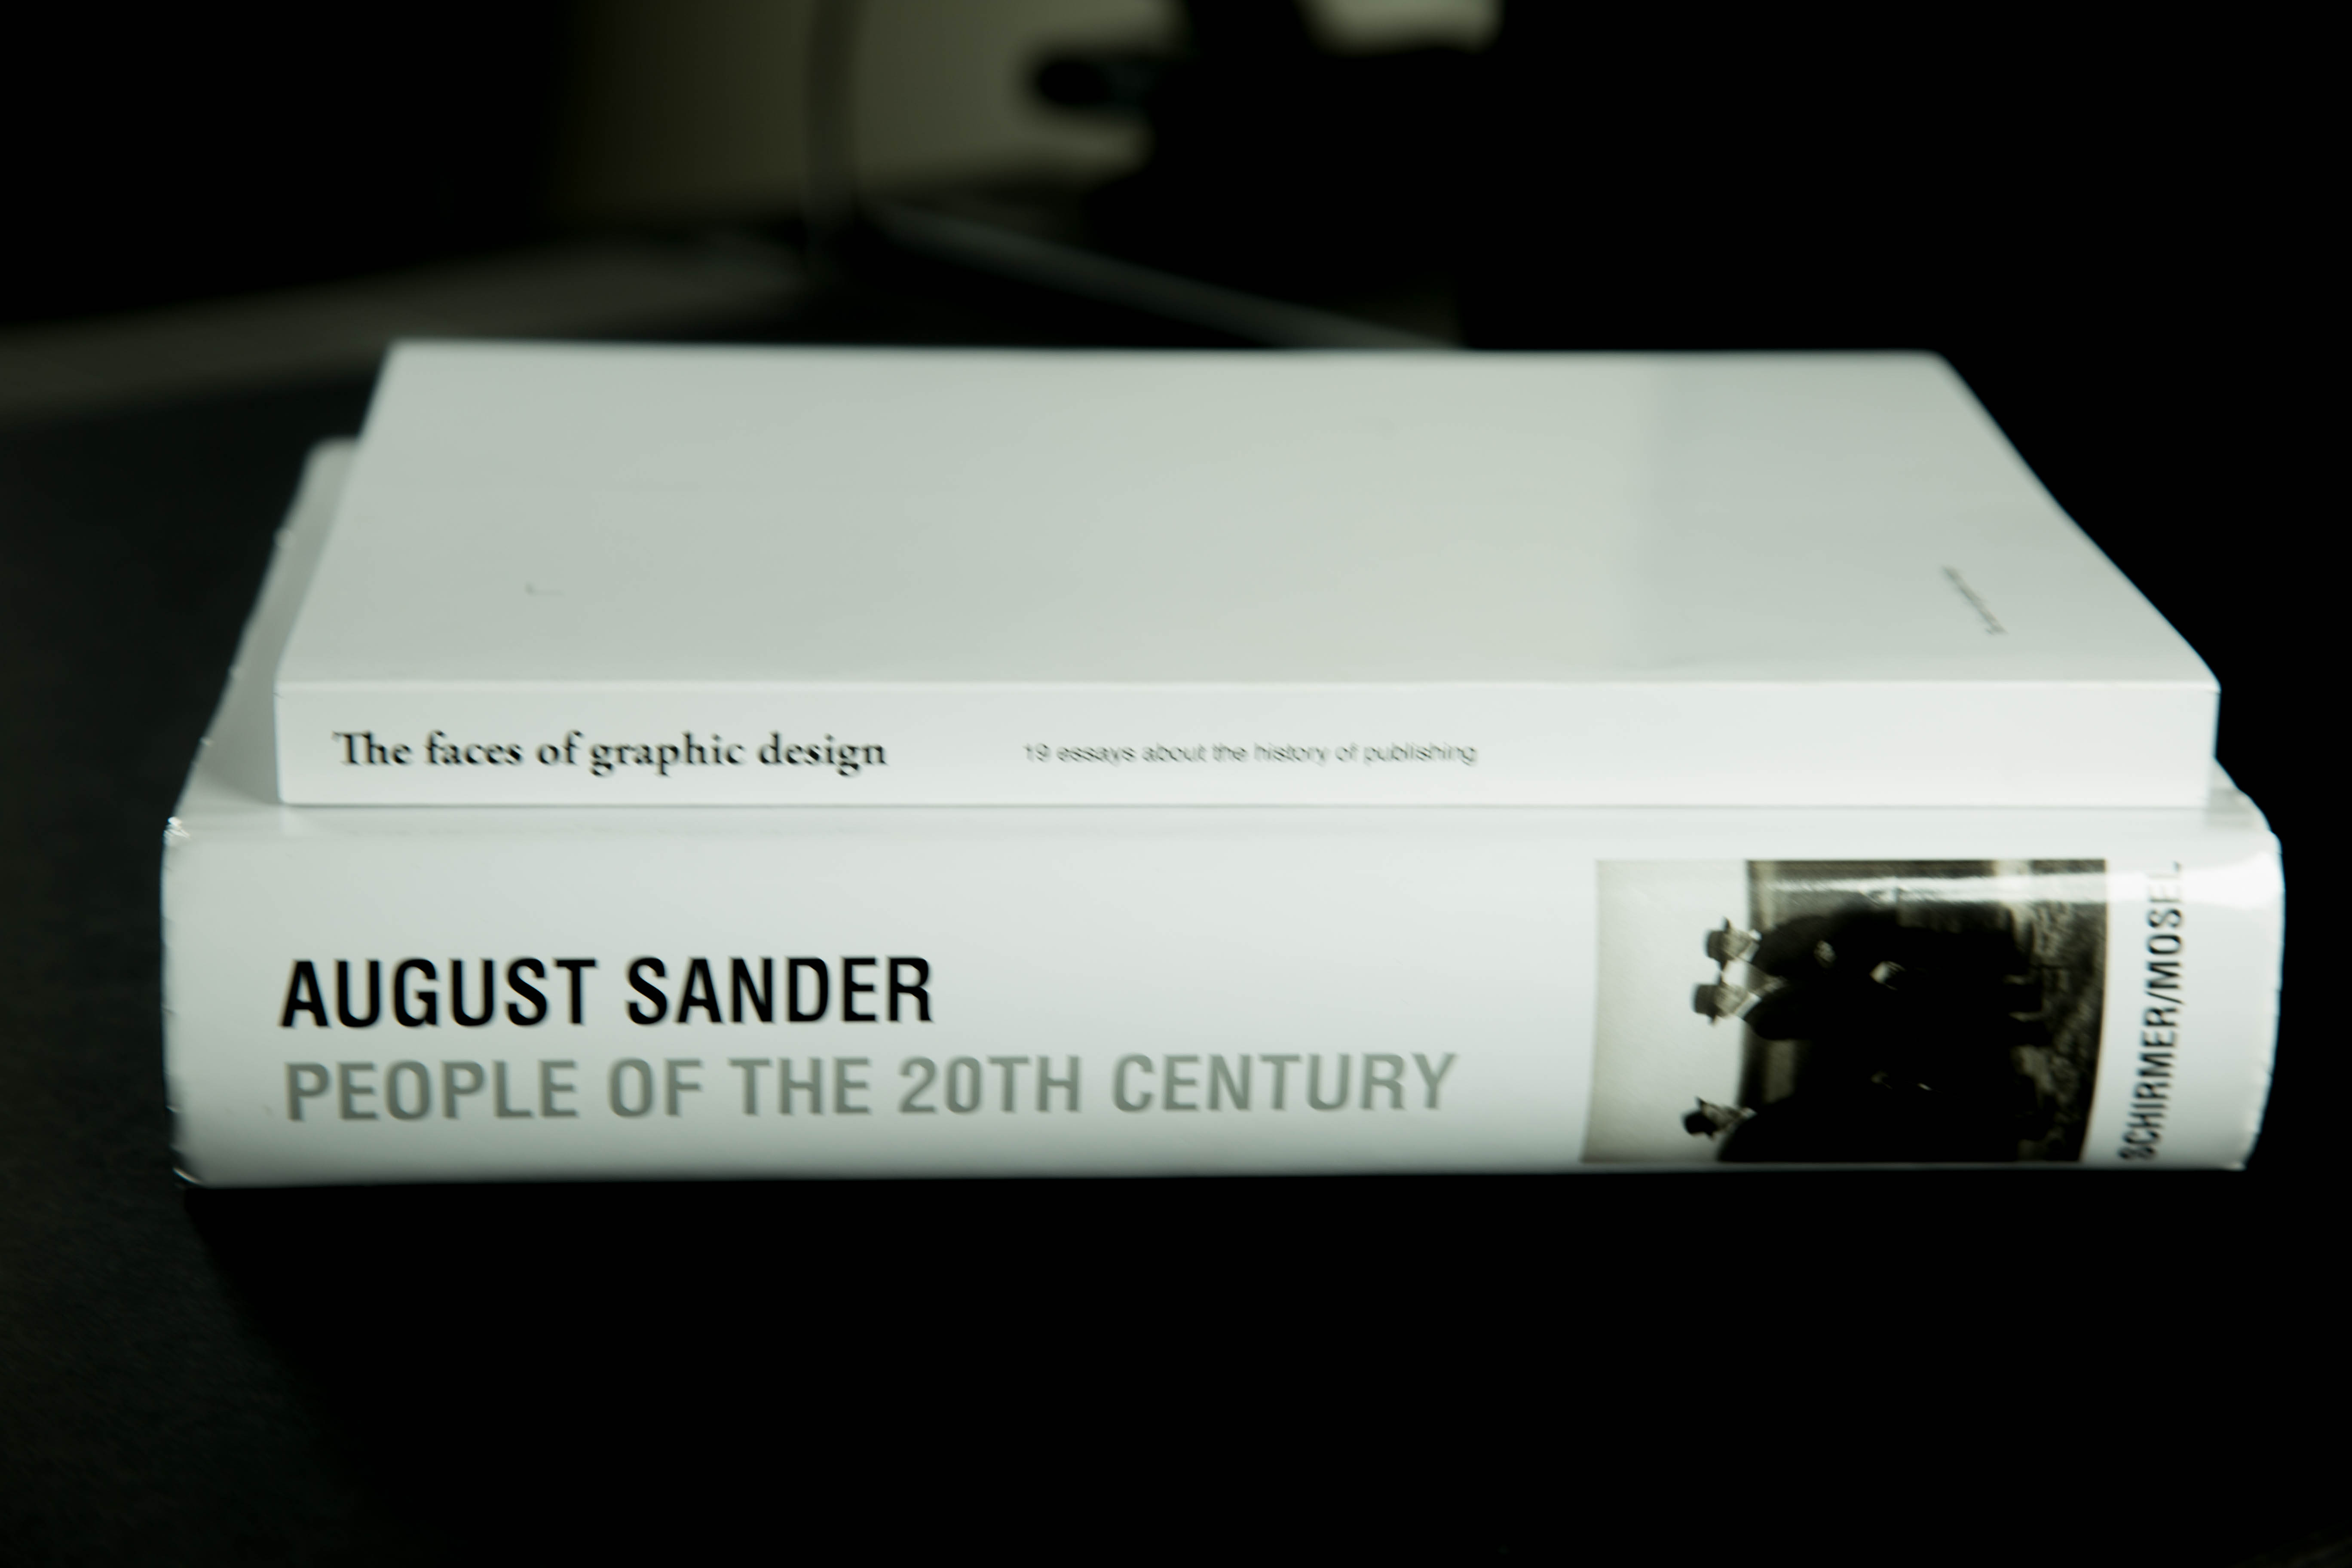 The faces of graphic design 19 essays about the history of publishing
AUGUST SANDER
PEOPLE OF THE 20TH CENTURY
SCHIRMER/MOSEL